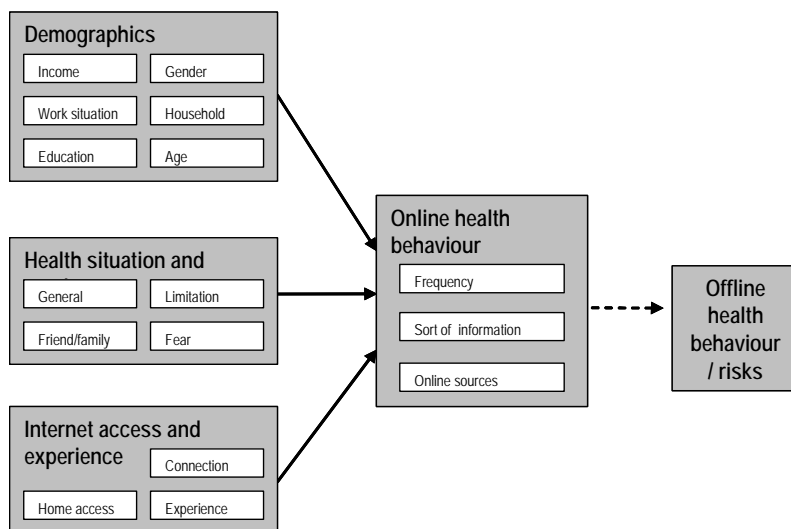 Demographics
Income
Gender
Work situation
Household
Education
Age
Health situation and
General
Limitation
Friend/family
Fear
Internet access and
experience
Connection
Home access
Experience
Online health
behaviour
Frequency
Sort of information
Online sources
Offline
health
behaviour
/ risks